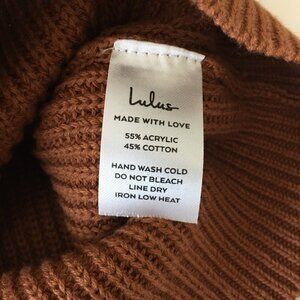 Lulus
MADE WITH LOVE
55% ACRYLIC
45% COTTON
HAND WASH COLD
DO NOT BLEACH
LINE DRY
IRON LOW HEAT